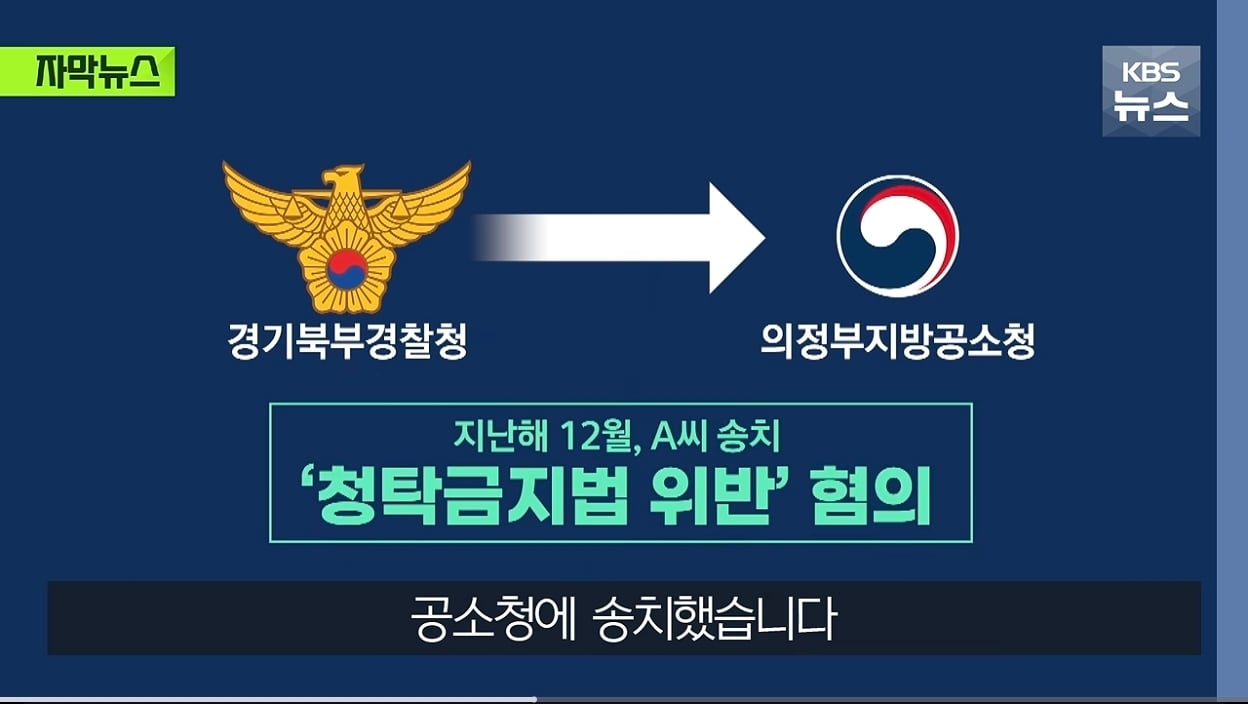 자막뉴스
KBS
뉴스
경기북부경찰청
의정부지방공소청
지난해 12월, A씨 송치
‘청탁금지법 위반’ 혐의
공소청에 송치했습니다